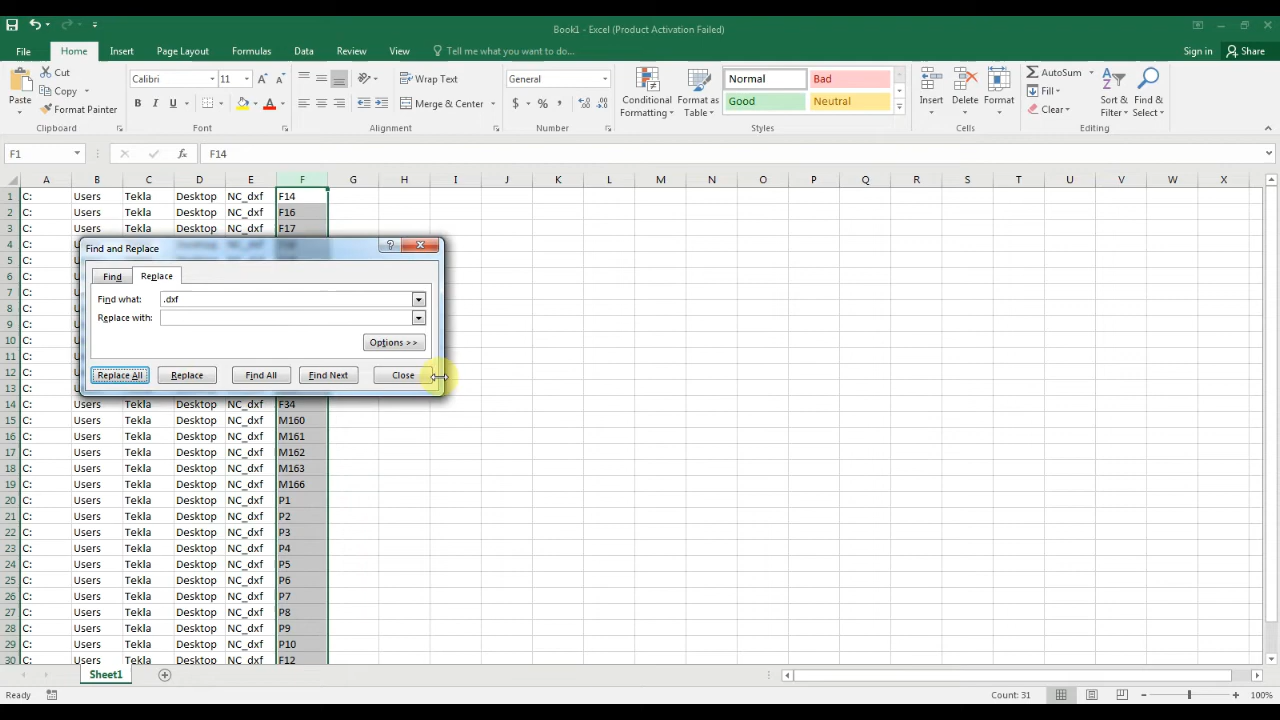 Book1 - Excel (Product Activation Failed)
File Home Insert Page Layout Formulas Data Review View Tell me what you want to do... Sign in Share
Paste Cut Copy Format Painter Clipboard
Calibri 11 A A B I U A Font
Wrap Text Merge & Center Alignment
General $ % , Number
Conditional Formatting Format as Table Normal Bad Good Neutral Styles
Insert Delete Format Cells
AutoSum Fill Clear Sort & Filter Find & Select Editing
F1 fx F14
A B C D E F G H I J K L M N O P Q R S T U V W X
1 C: Users Tekla Desktop NC_dxf F14
2 C: Users Tekla Desktop NC_dxf F16
3 C: Users Tekla Desktop NC_dxf F17
4 C:
5 C:
6 C:
7 C:
8 C:
9 C:
10 C:
11 C:
12 C:
13 C:
Find and Replace
Find Replace
Find what: .dxf
Replace with:
Options >>
Replace All Replace Find All Find Next Close
14 C: Users Tekla Desktop NC_dxf F34
15 C: Users Tekla Desktop NC_dxf M160
16 C: Users Tekla Desktop NC_dxf M161
17 C: Users Tekla Desktop NC_dxf M162
18 C: Users Tekla Desktop NC_dxf M163
19 C: Users Tekla Desktop NC_dxf M166
20 C: Users Tekla Desktop NC_dxf P1
21 C: Users Tekla Desktop NC_dxf P2
22 C: Users Tekla Desktop NC_dxf P3
23 C: Users Tekla Desktop NC_dxf P4
24 C: Users Tekla Desktop NC_dxf P5
25 C: Users Tekla Desktop NC_dxf P6
26 C: Users Tekla Desktop NC_dxf P7
27 C: Users Tekla Desktop NC_dxf P8
28 C: Users Tekla Desktop NC_dxf P9
29 C: Users Tekla Desktop NC_dxf P10
30 C: Users Tekla Desktop NC_dxf F12
Sheet1
Ready Count: 31 100%